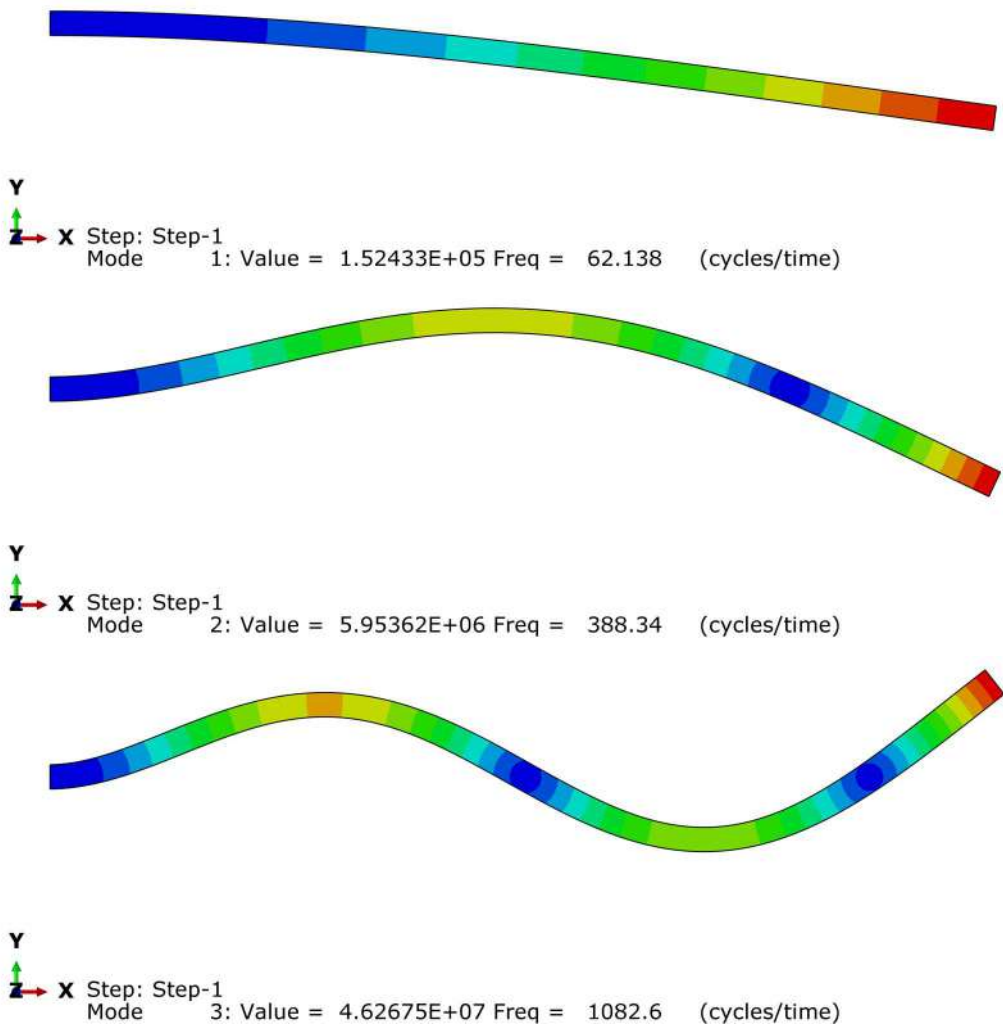 Y
Z X Step: Step-1
Mode 1: Value = 1.52433E+05 Freq = 62.138 (cycles/time)
Y
Z X Step: Step-1
Mode 2: Value = 5.95362E+06 Freq = 388.34 (cycles/time)
Y
Z X Step: Step-1
Mode 3: Value = 4.62675E+07 Freq = 1082.6 (cycles/time)